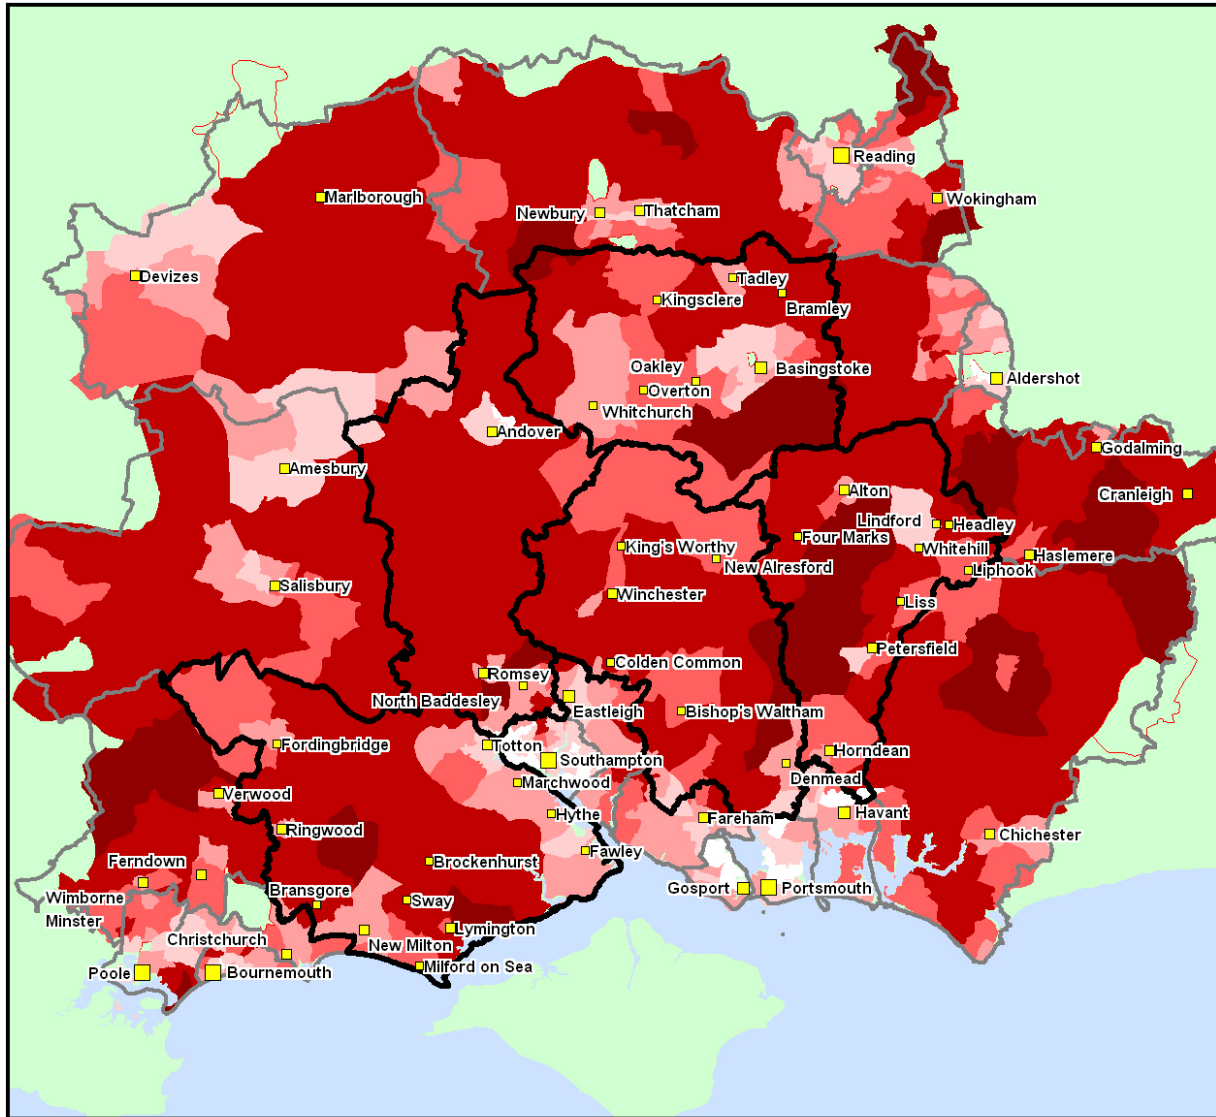 Reading
Marlborough
Wokingham
Newbury
Thatcham
Devizes
Tadley
Kingsclere
Bramley
Oakley
Basingstoke
Aldershot
Overton
Whitchurch
Andover
Godalming
Amesbury
Alton
Cranleigh
Lindford
Headley
Four Marks
King's Worthy
Whitehill
Haslemere
New Alresford
Liphook
Salisbury
Winchester
Liss
Petersfield
Colden Common
Romsey
North Baddesley
Eastleigh
Bishop's Waltham
Fordingbridge
Totton
Horndean
Southampton
Denmead
Marchwood
Verwood
Hythe
Fareham
Havant
Ringwood
Chichester
Fawley
Ferndown
Brockenhurst
Gosport
Portsmouth
Bransgore
Wimborne
Minster
Sway
Lymington
Christchurch
New Milton
Milford on Sea
Poole
Bournemouth